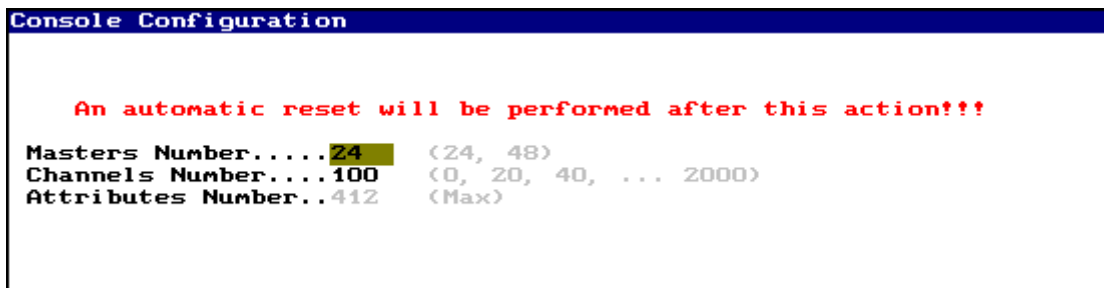 Console Configuration
An automatic reset will be performed after this action!!!
Masters Number.....24 (24, 48)
Channels Number....100 (0, 20, 40, ... 2000)
Attributes Number..412 (Max)